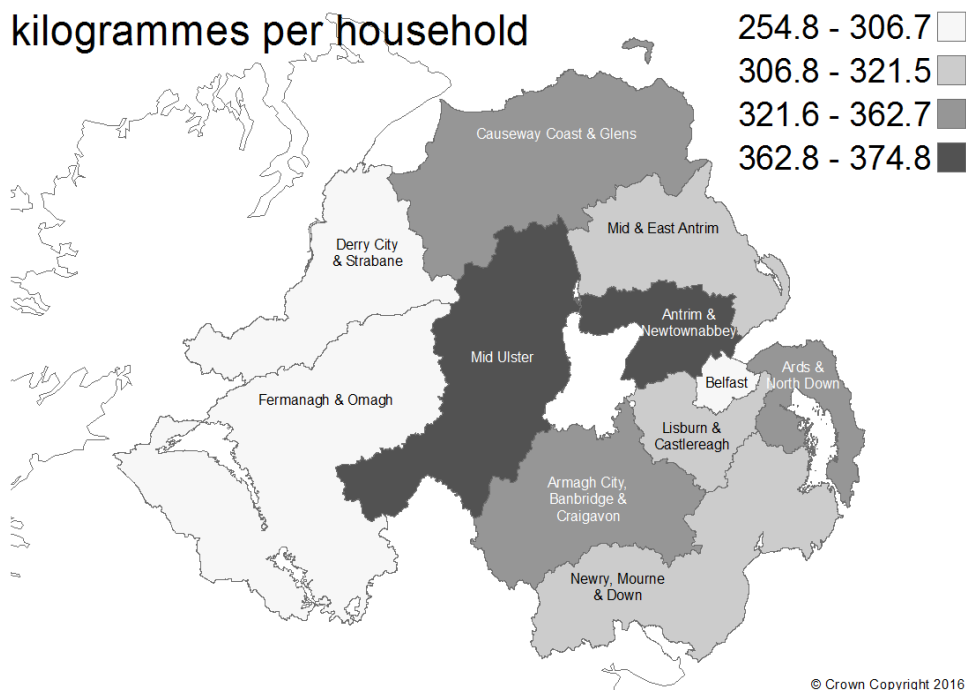 kilogrammes per household
254.8 - 306.7
306.8 - 321.5
321.6 - 362.7
362.8 - 374.8
Causeway Coast & Glens
Mid & East Antrim
Derry City
& Strabane
Antrim &
Newtownabbey
Mid Ulster
Ards &
North Down
Belfast
Fermanagh & Omagh
Lisburn &
Castlereagh
Armagh City,
Banbridge &
Craigavon
Newry, Mourne
& Down
© Crown Copyright 2016